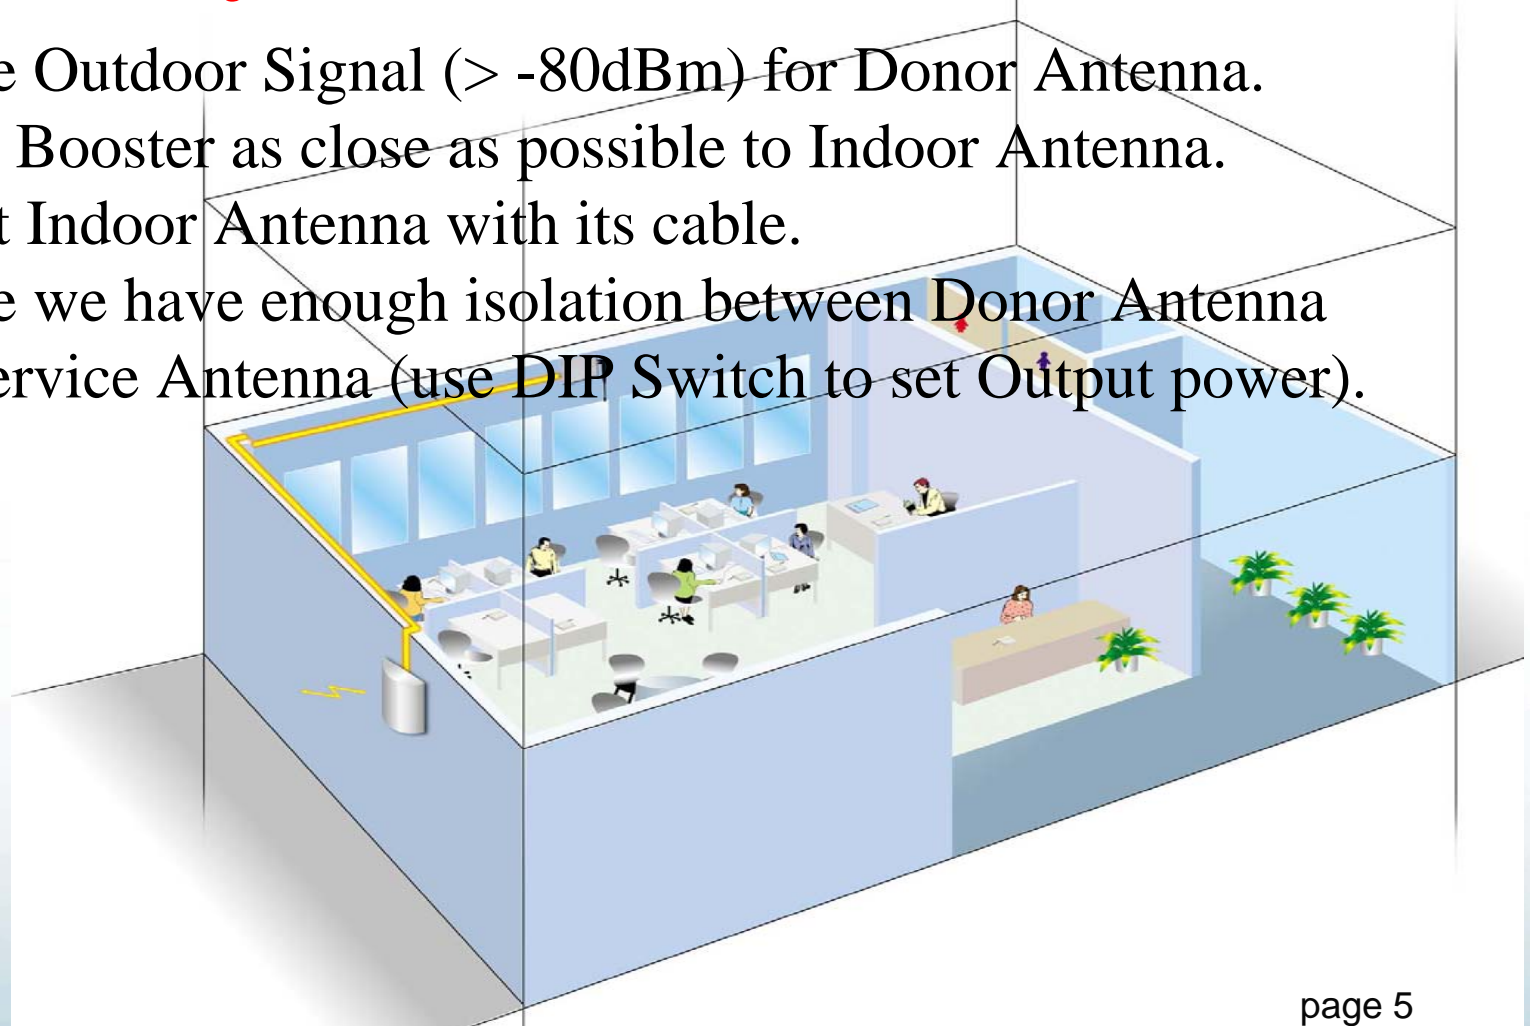 e Outdoor Signal (> -80dBm) for Donor Antenna.
Booster as close as possible to Indoor Antenna.
t Indoor Antenna with its cable.
e we have enough isolation between Donor Antenna
ervice Antenna (use DIP Switch to set Output power).
page 5